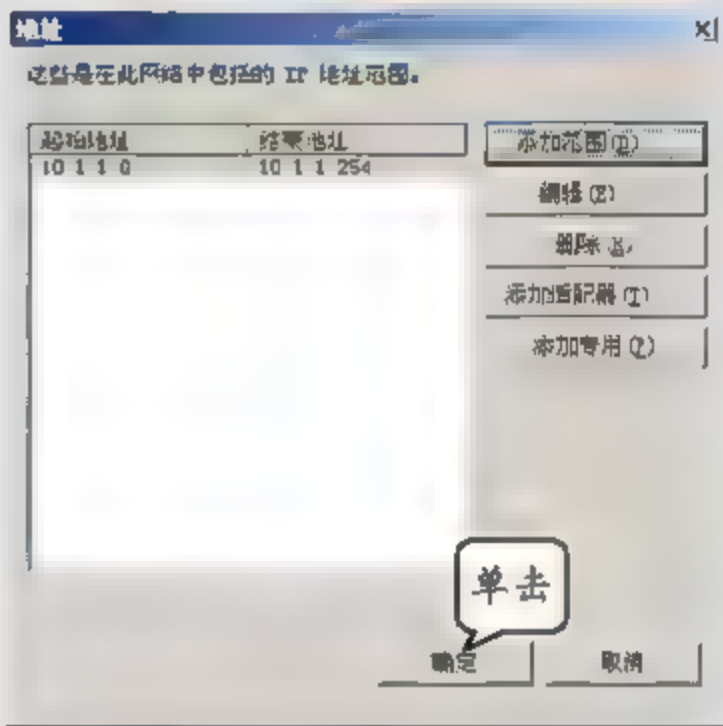 地址
这些是在此网络中包括的 IP 地址范围。
起始地址 结束地址 添加范围(D)
10 1 1 0 10 1 1 254
编辑(E)
删除(R)
添加适配器(T)
添加专用(P)
单击
确定 取消